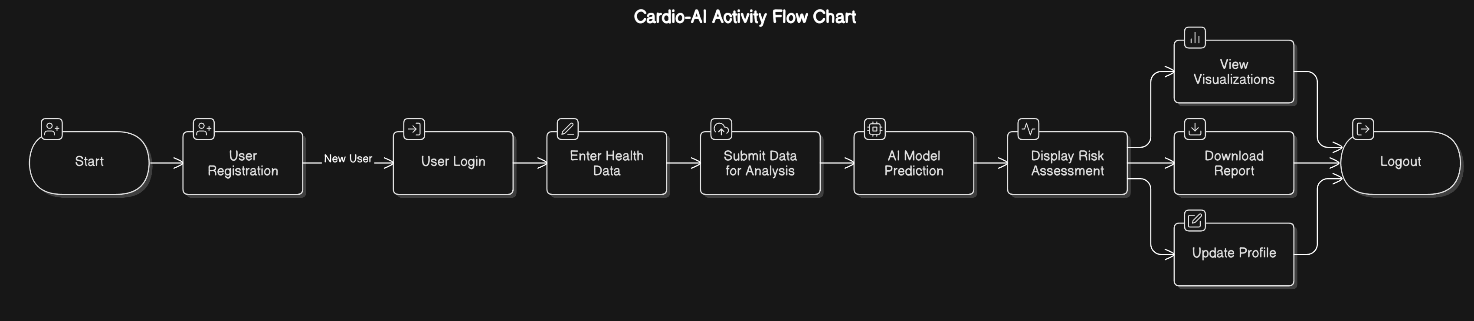 Cardio-AI Activity Flow Chart
Start
User
Registration
New User
User Login
Enter Health
Data
Submit Data
for Analysis
AI Model
Prediction
Display Risk
Assessment
View
Visualizations
Download
Report
Update Profile
Logout